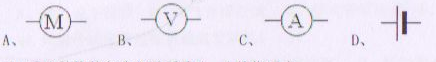 A、 M B、 V C、 A D、